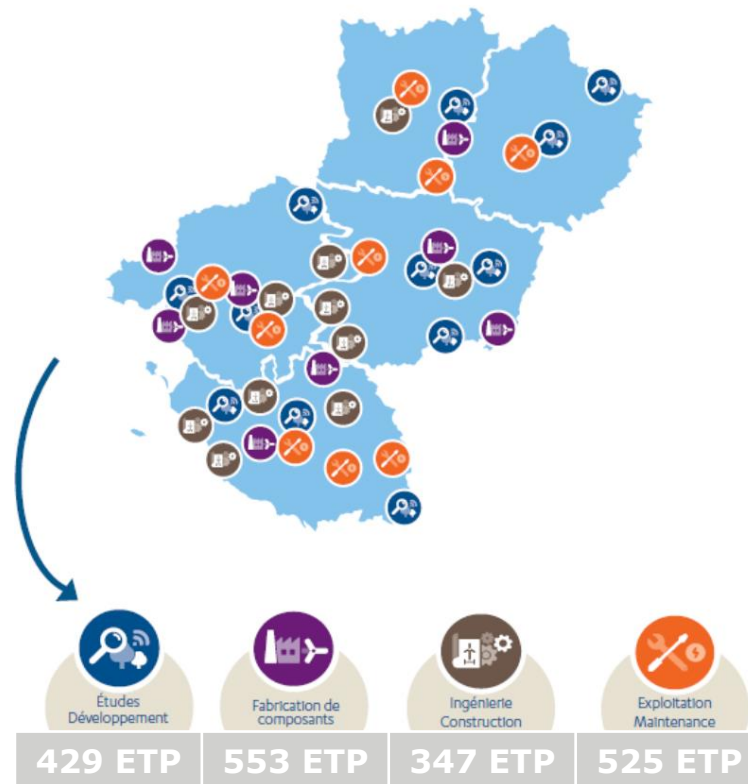 Études
Développement
Fabrication de
composants
Ingénierie
Construction
Exploitation
Maintenance
429 ETP
553 ETP
347 ETP
525 ETP